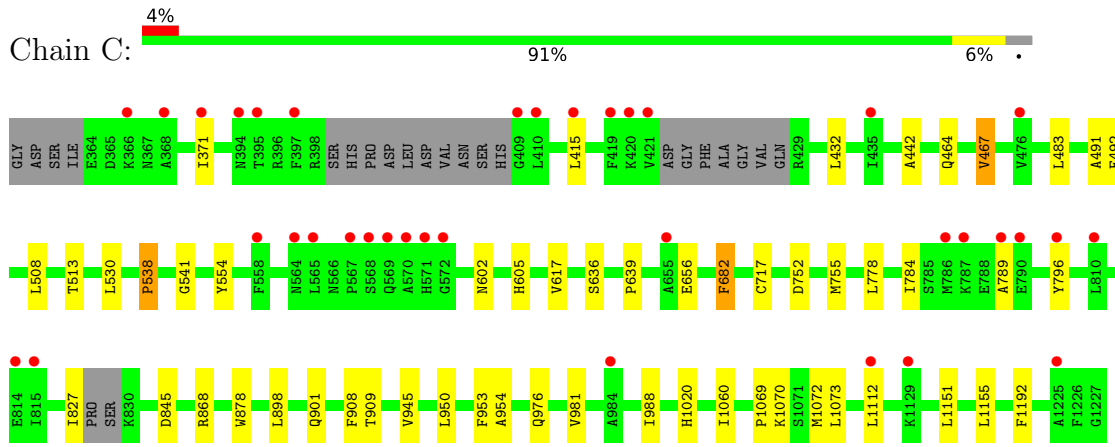 4%
Chain C:
91% 6%
GLY ASP SER ILE E364 D365 K366 N367 A368 I371 N394 T395 R396 F397 R398 SER HIS PRO ASP LEU ASP VAL ASN SER HIS G409 L410 L415 F419 K420 V421 ASP GLY PHE ALA GLY VAL GLN R429 L432 I435 A442 Q464 V467 V476 L483 A491
L508 T513 L530 P538 G541 Y554 F558 N564 L565 N566 P567 S568 Q569 A570 H571 G572 N602 H605 V617 S636 P639 A655 E656 F682 C717 D752 M755 L778 I784 S785 M786 K787 E788 A789 E790 Y796 L810
E814 I815 I827 PRO SER K830 D845 R868 W878 L898 Q901 F908 T909 V945 L950 F953 A954 Q976 V981 A984 I988 H1020 I1060 P1069 K1070 S1071 M1072 L1073 L1112 K1129 L1151 L1155 F1192 A1225 F1226 G1227